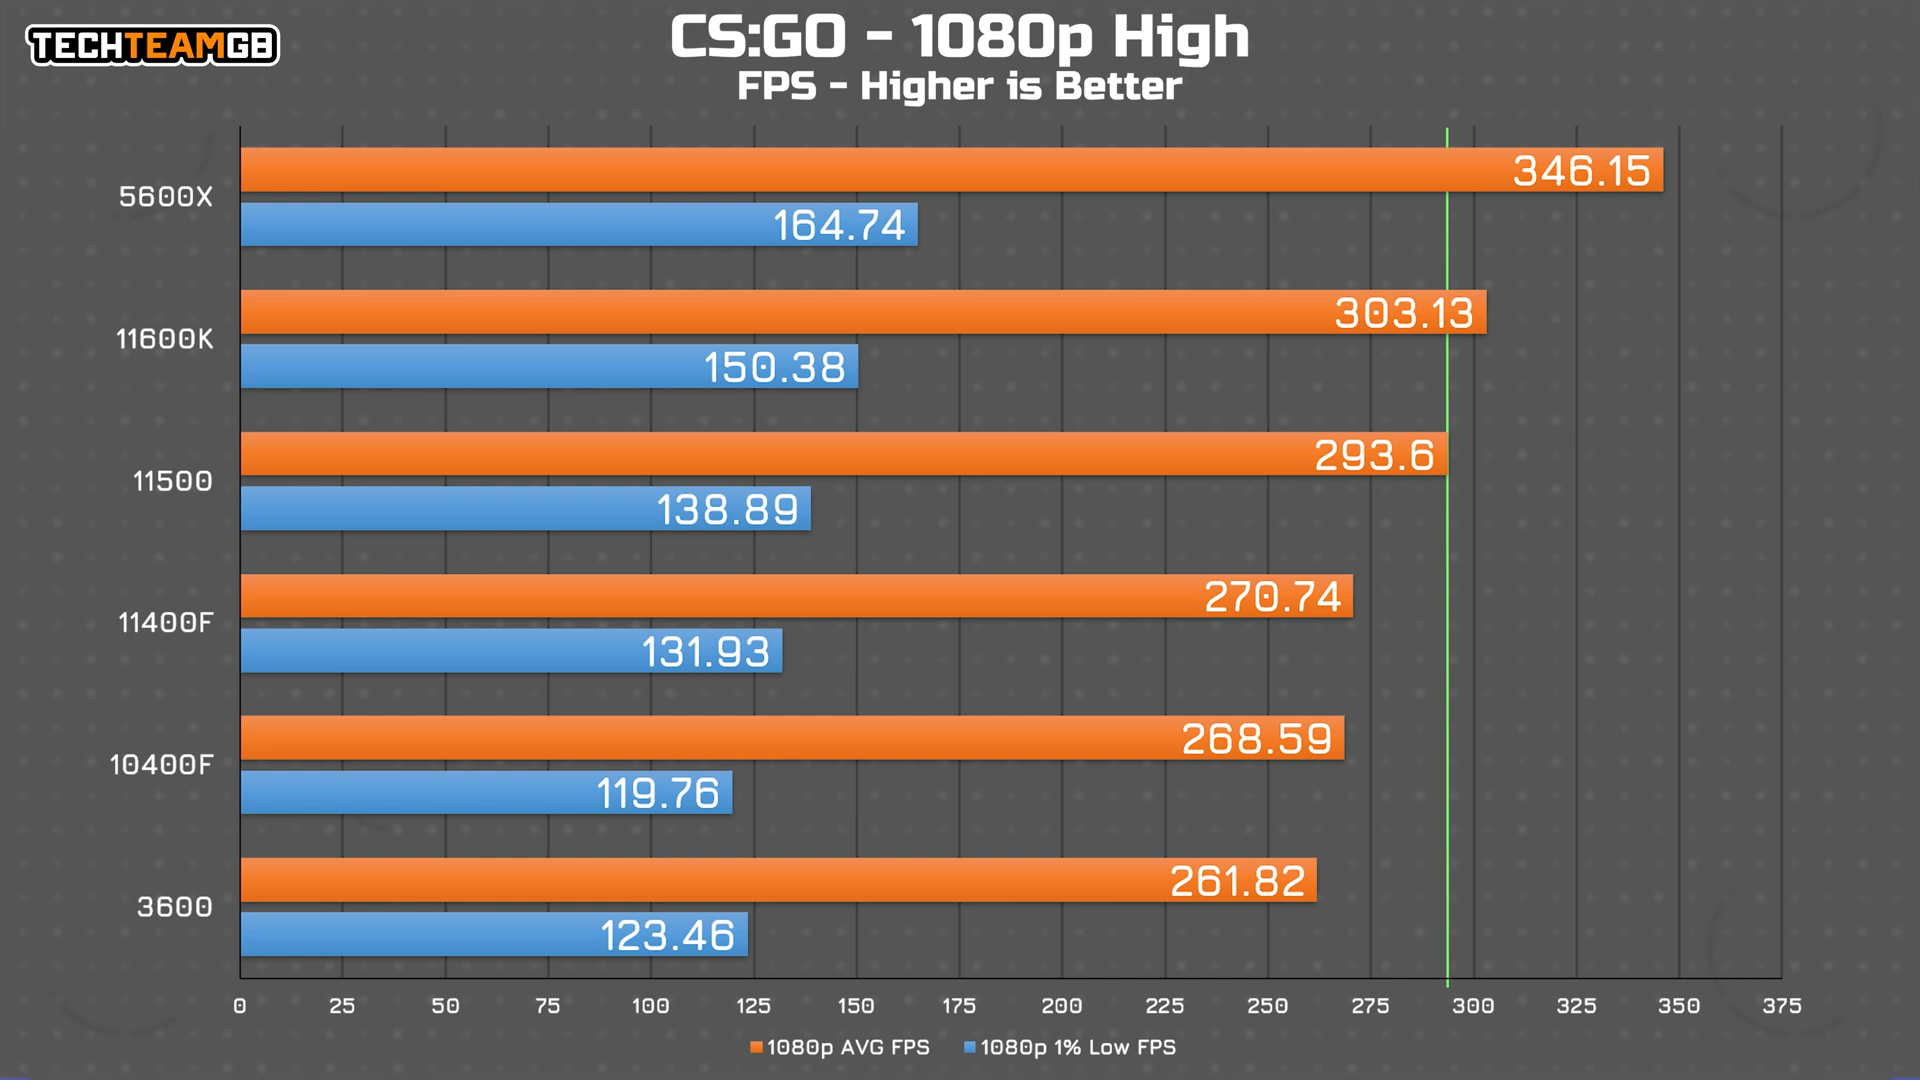 TECHTEAMGB
CS:GO - 1080p High
FPS - Higher is Better
5600X
346.15
164.74
11600K
303.13
150.38
11500
293.6
138.89
11400F
270.74
131.93
10400F
268.59
119.76
3600
261.82
123.46
0 25 50 75 100 125 150 175 200 225 250 275 300 325 350 375
1080p AVG FPS 1080p 1% Low FPS